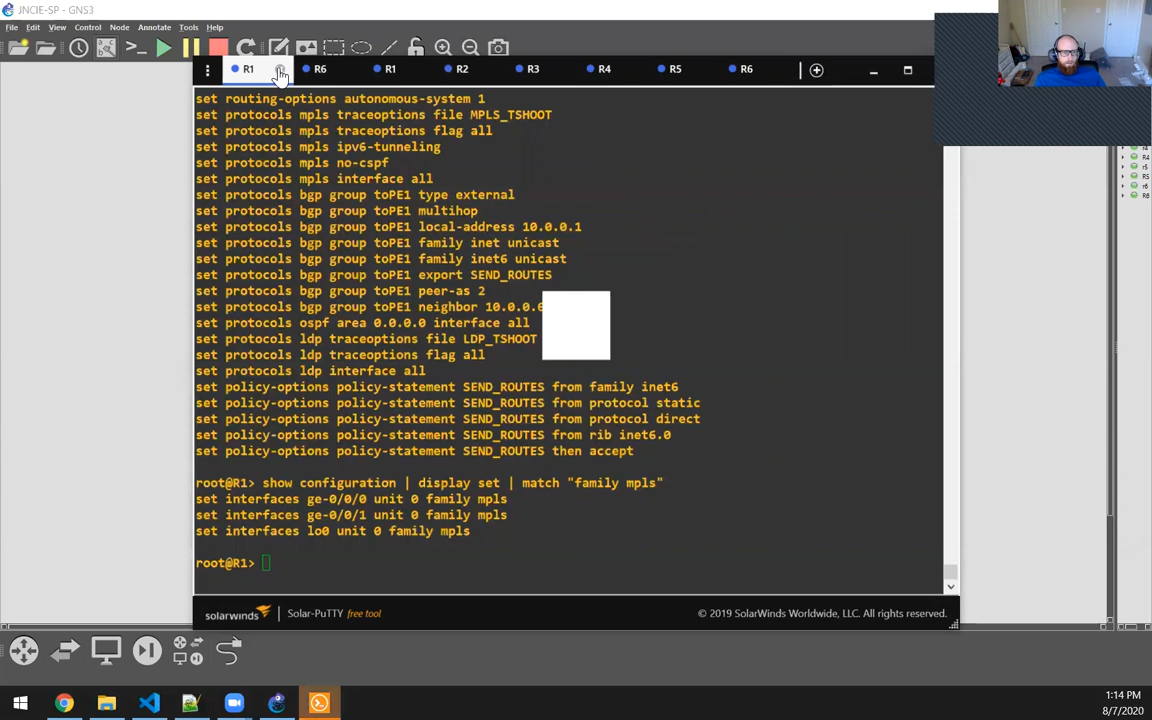 JNCIE-SP - GNS3
File Edit View Control Node Annotate Tools Help
R1 R6 R1 R2 R3 R4 R5 R6
set routing-options autonomous-system 1
set protocols mpls traceoptions file MPLS_TSHOOT
set protocols mpls traceoptions flag all
set protocols mpls ipv6-tunneling
set protocols mpls no-cspf
set protocols mpls interface all
set protocols bgp group toPE1 type external
set protocols bgp group toPE1 multihop
set protocols bgp group toPE1 local-address 10.0.0.1
set protocols bgp group toPE1 family inet unicast
set protocols bgp group toPE1 family inet6 unicast
set protocols bgp group toPE1 export SEND_ROUTES
set protocols bgp group toPE1 peer-as 2
set protocols bgp group toPE1 neighbor 10.0.0.6
set protocols ospf area 0.0.0.0 interface all
set protocols ldp traceoptions file LDP_TSHOOT
set protocols ldp traceoptions flag all
set protocols ldp interface all
set policy-options policy-statement SEND_ROUTES from family inet6
set policy-options policy-statement SEND_ROUTES from protocol static
set policy-options policy-statement SEND_ROUTES from protocol direct
set policy-options policy-statement SEND_ROUTES from rib inet6.0
set policy-options policy-statement SEND_ROUTES then accept
root@R1> show configuration | display set | match "family mpls"
set interfaces ge-0/0/0 unit 0 family mpls
set interfaces ge-0/0/1 unit 0 family mpls
set interfaces lo0 unit 0 family mpls
root@R1>
r4
R4
r5
R5
r6
R6
solarwinds Solar-PuTTY free tool © 2019 SolarWinds Worldwide, LLC. All rights reserved.
1:14 PM
8/7/2020